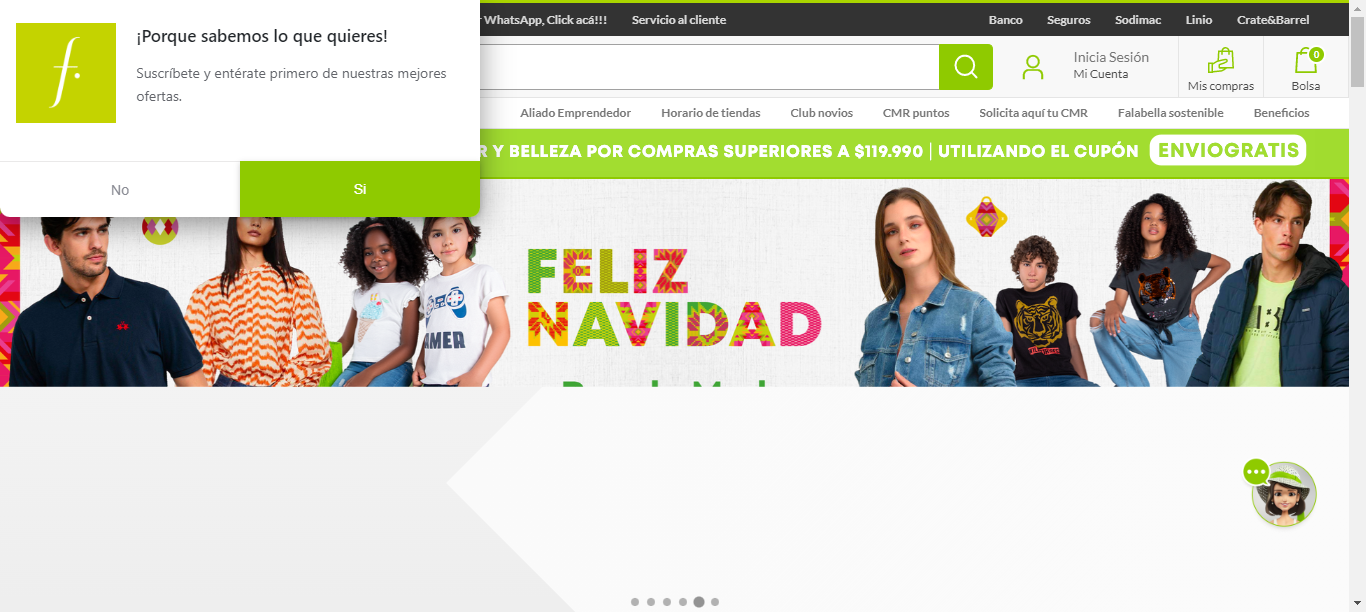 ¡Porque sabemos lo que quieres!
Suscríbete y entérate primero de nuestras mejores
ofertas.
No
Si
WhatsApp, Click acá!!!
Servicio al cliente
Banco
Seguros
Sodimac
Linio
Crate&Barrel
Inicia Sesión
Mi Cuenta
Mis compras
0
Bolsa
Aliado Emprendedor
Horario de tiendas
Club novios
CMR puntos
Solicita aquí tu CMR
Falabella sostenible
Beneficios
Y BELLEZA POR COMPRAS SUPERIORES A $119.990 | UTILIZANDO EL CUPÓN ENVIOGRATIS
FELIZ
NAVIDAD